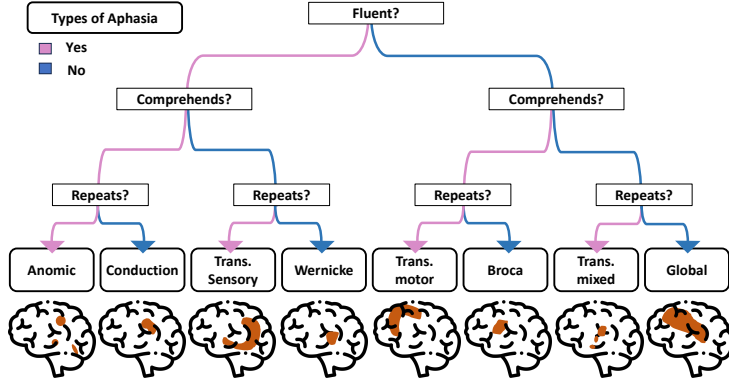 Types of Aphasia
Yes
No
Fluent?
Comprehends?
Comprehends?
Repeats?
Repeats?
Repeats?
Repeats?
Anomic
Conduction
Trans.
Sensory
Wernicke
Trans.
motor
Broca
Trans.
mixed
Global